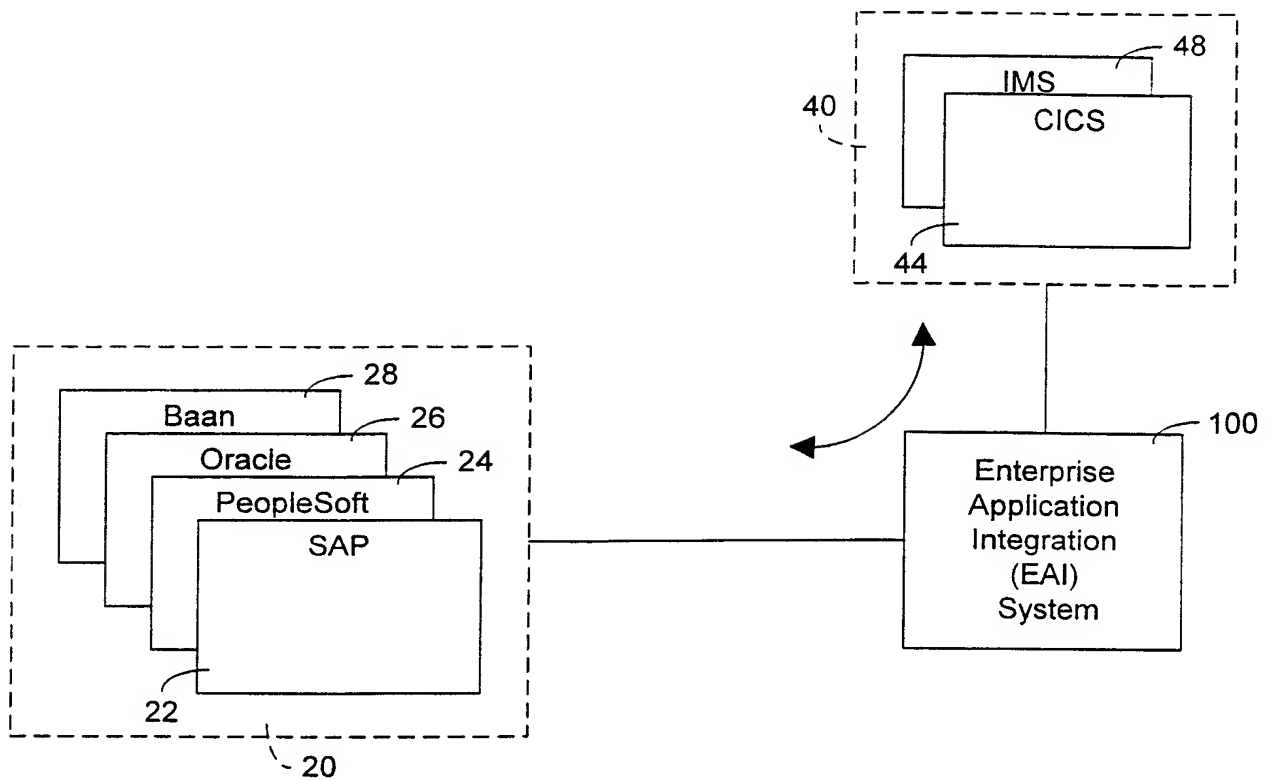 48
IMS
40
CICS
44
28
Baan
26
Oracle
24
PeopleSoft
SAP
22
20
100
Enterprise
Application
Integration
(EAI)
System